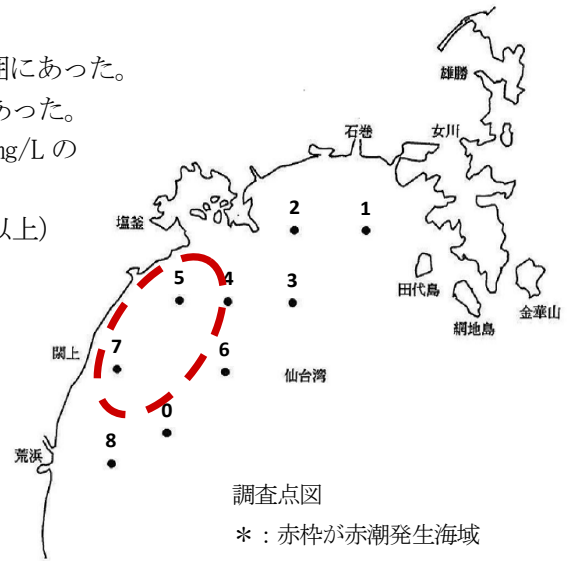 囲にあった。
あった。
mg/L の
以上）
雄勝
石巻
女川
塩釜
2
1
5
4
3
田代島
網地島
金華山
閖上
7
6
仙台湾
0
8
荒浜
調査点図
＊：赤枠が赤潮発生海域